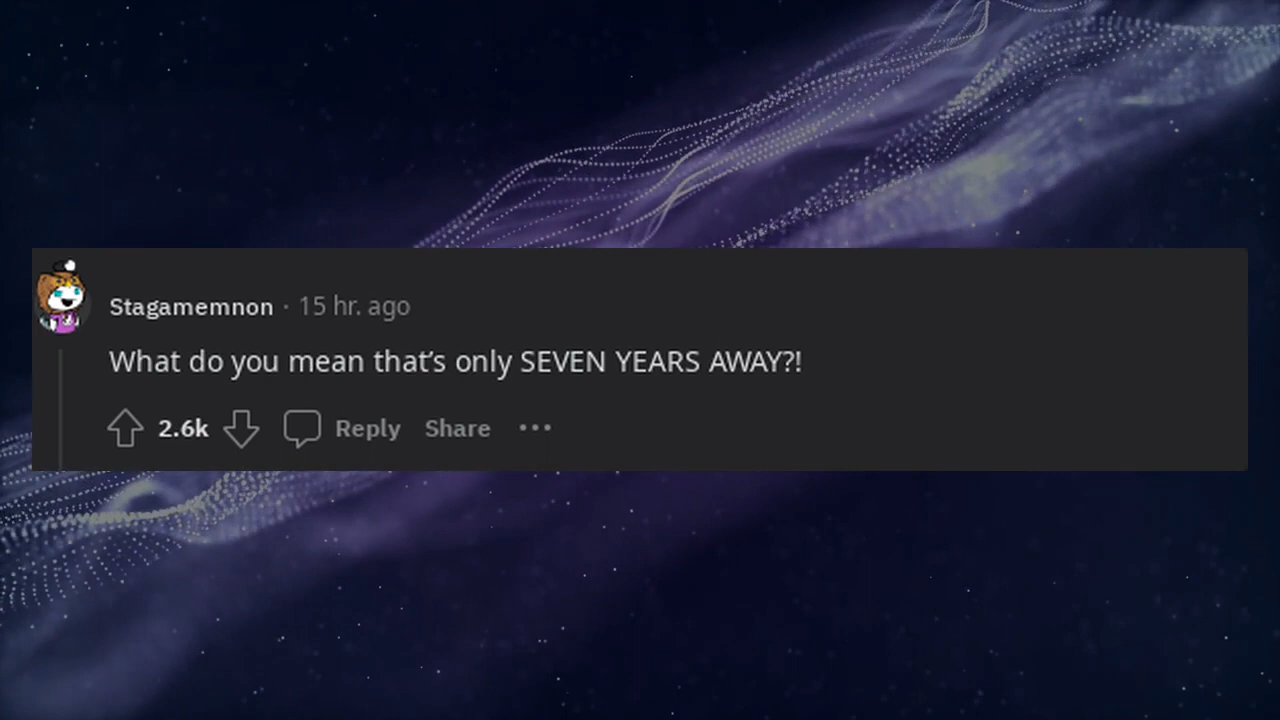 Stagamemnon · 15 hr. ago
What do you mean that’s only SEVEN YEARS AWAY?!
2.6k Reply Share •••